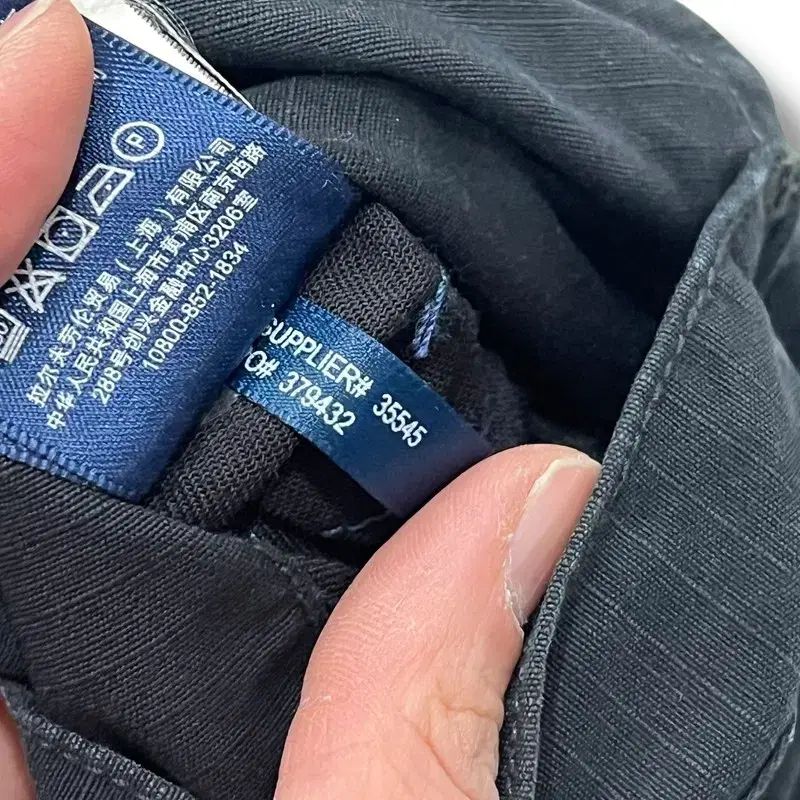 P
拉尔夫劳伦贸易（上海）有限公司
中华人民共和国上海市黄浦区南京西路
288号创兴金融中心3206室
10800-852-1834
SUPPLIER# 35545
PO# 379432